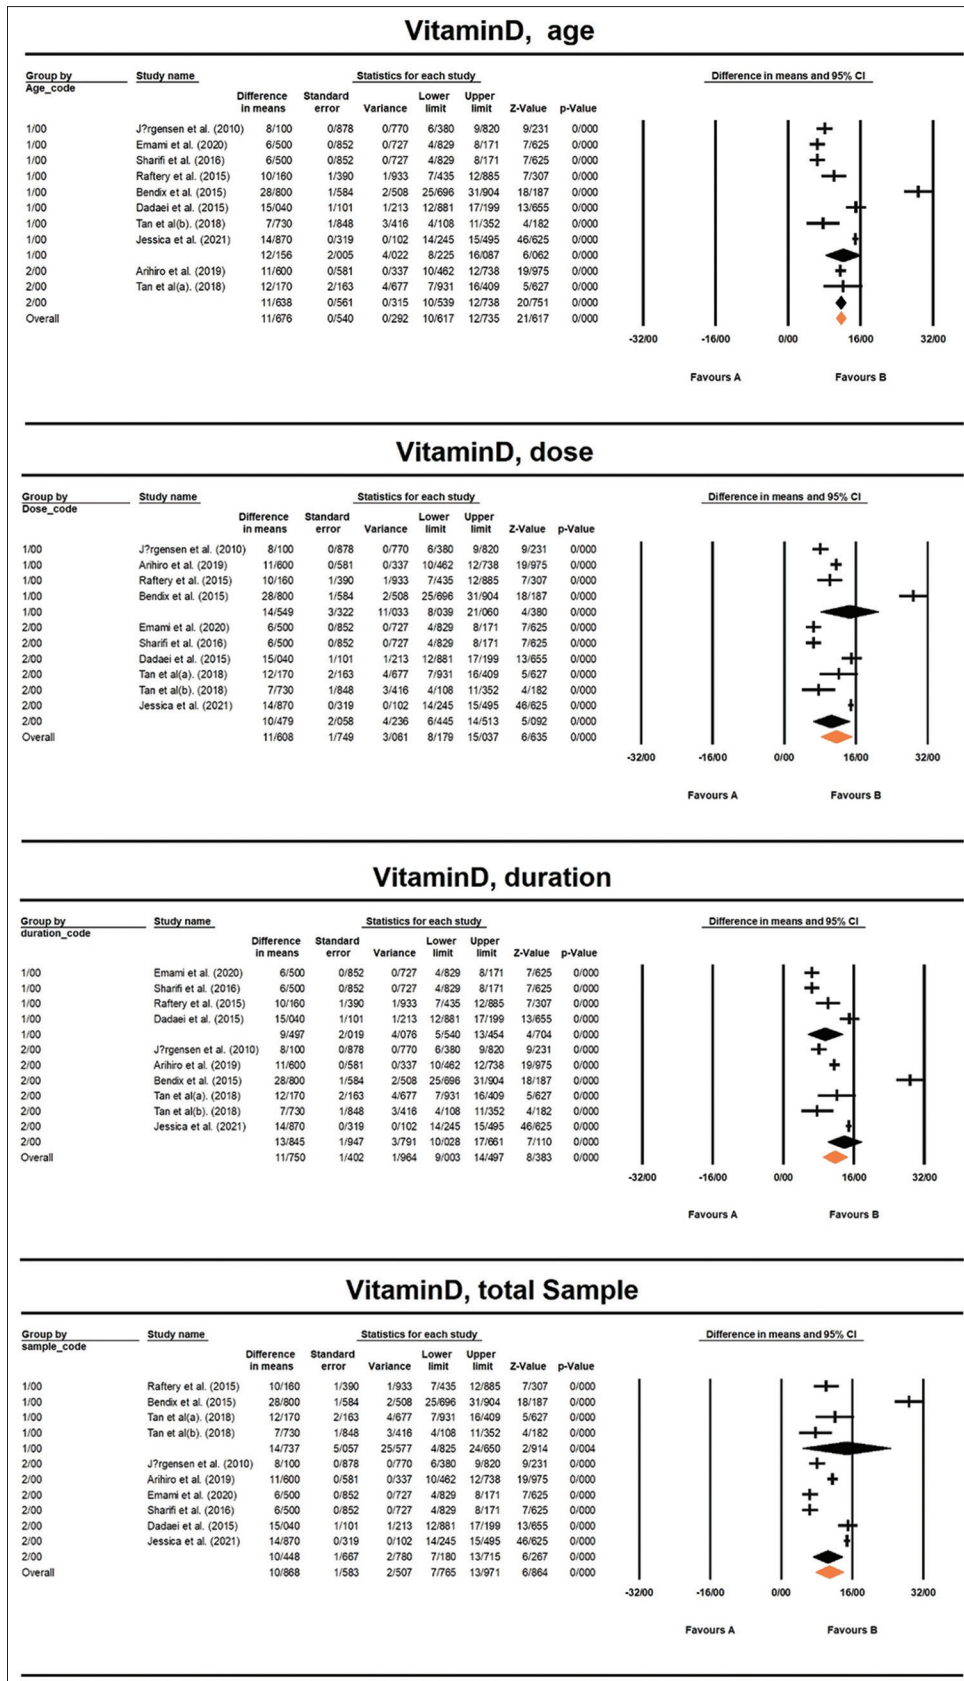 VitaminD, age
Group by Study name Statistics for each study Difference in means and 95% CI
Age_code
Difference Standard Lower Upper
in means error Variance limit limit Z-Value p-Value
1/00 J?rgensen et al. (2010) 8/100 0/878 0/770 6/380 9/820 9/231 0/000
1/00 Emami et al. (2020) 6/500 0/852 0/727 4/829 8/171 7/625 0/000
1/00 Sharifi et al. (2016) 6/500 0/852 0/727 4/829 8/171 7/625 0/000
1/00 Raftery et al. (2015) 10/160 1/390 1/933 7/435 12/885 7/307 0/000
1/00 Bendix et al. (2015) 28/800 1/584 2/508 25/696 31/904 18/187 0/000
1/00 Dadaei et al. (2015) 15/040 1/101 1/213 12/881 17/199 13/655 0/000
1/00 Tan et al(b). (2018) 7/730 1/848 3/416 4/108 11/352 4/182 0/000
1/00 Jessica et al. (2021) 14/870 0/319 0/102 14/245 15/495 46/625 0/000
1/00 12/156 2/005 4/022 8/225 16/087 6/062 0/000
2/00 Arihiro et al. (2019) 11/600 0/581 0/337 10/462 12/738 19/975 0/000
2/00 Tan et al(a). (2018) 12/170 2/163 4/677 7/931 16/409 5/627 0/000
2/00 11/638 0/561 0/315 10/539 12/738 20/751 0/000
Overall 11/676 0/540 0/292 10/617 12/735 21/617 0/000
-32/00 -16/00 0/00 16/00 32/00
Favours A Favours B
VitaminD, dose
Group by Study name Statistics for each study Difference in means and 95% CI
Dose_code
Difference Standard Lower Upper
in means error Variance limit limit Z-Value p-Value
1/00 J?rgensen et al. (2010) 8/100 0/878 0/770 6/380 9/820 9/231 0/000
1/00 Arihiro et al. (2019) 11/600 0/581 0/337 10/462 12/738 19/975 0/000
1/00 Raftery et al. (2015) 10/160 1/390 1/933 7/435 12/885 7/307 0/000
1/00 Bendix et al. (2015) 28/800 1/584 2/508 25/696 31/904 18/187 0/000
1/00 14/549 3/322 11/033 8/039 21/060 4/380 0/000
2/00 Emami et al. (2020) 6/500 0/852 0/727 4/829 8/171 7/625 0/000
2/00 Sharifi et al. (2016) 6/500 0/852 0/727 4/829 8/171 7/625 0/000
2/00 Dadaei et al. (2015) 15/040 1/101 1/213 12/881 17/199 13/655 0/000
2/00 Tan et al(a). (2018) 12/170 2/163 4/677 7/931 16/409 5/627 0/000
2/00 Tan et al(b). (2018) 7/730 1/848 3/416 4/108 11/352 4/182 0/000
2/00 Jessica et al. (2021) 14/870 0/319 0/102 14/245 15/495 46/625 0/000
2/00 10/479 2/058 4/236 6/445 14/513 5/092 0/000
Overall 11/608 1/749 3/061 8/179 15/037 6/635 0/000
-32/00 -16/00 0/00 16/00 32/00
Favours A Favours B
VitaminD, duration
Group by Study name Statistics for each study Difference in means and 95% CI
duration_code
Difference Standard Lower Upper
in means error Variance limit limit Z-Value p-Value
1/00 Emami et al. (2020) 6/500 0/852 0/727 4/829 8/171 7/625 0/000
1/00 Sharifi et al. (2016) 6/500 0/852 0/727 4/829 8/171 7/625 0/000
1/00 Raftery et al. (2015) 10/160 1/390 1/933 7/435 12/885 7/307 0/000
1/00 Dadaei et al. (2015) 15/040 1/101 1/213 12/881 17/199 13/655 0/000
1/00 9/497 2/019 4/076 5/540 13/454 4/704 0/000
2/00 J?rgensen et al. (2010) 8/100 0/878 0/770 6/380 9/820 9/231 0/000
2/00 Arihiro et al. (2019) 11/600 0/581 0/337 10/462 12/738 19/975 0/000
2/00 Bendix et al. (2015) 28/800 1/584 2/508 25/696 31/904 18/187 0/000
2/00 Tan et al(a). (2018) 12/170 2/163 4/677 7/931 16/409 5/627 0/000
2/00 Tan et al(b). (2018) 7/730 1/848 3/416 4/108 11/352 4/182 0/000
2/00 Jessica et al. (2021) 14/870 0/319 0/102 14/245 15/495 46/625 0/000
2/00 13/845 1/947 3/791 10/028 17/661 7/110 0/000
Overall 11/750 1/402 1/964 9/003 14/497 8/383 0/000
-32/00 -16/00 0/00 16/00 32/00
Favours A Favours B
VitaminD, total Sample
Group by Study name Statistics for each study Difference in means and 95% CI
sample_code
Difference Standard Lower Upper
in means error Variance limit limit Z-Value p-Value
1/00 Raftery et al. (2015) 10/160 1/390 1/933 7/435 12/885 7/307 0/000
1/00 Bendix et al. (2015) 28/800 1/584 2/508 25/696 31/904 18/187 0/000
1/00 Tan et al(a). (2018) 12/170 2/163 4/677 7/931 16/409 5/627 0/000
1/00 Tan et al(b). (2018) 7/730 1/848 3/416 4/108 11/352 4/182 0/000
1/00 14/737 5/057 25/577 4/825 24/650 2/914 0/004
2/00 J?rgensen et al. (2010) 8/100 0/878 0/770 6/380 9/820 9/231 0/000
2/00 Arihiro et al. (2019) 11/600 0/581 0/337 10/462 12/738 19/975 0/000
2/00 Emami et al. (2020) 6/500 0/852 0/727 4/829 8/171 7/625 0/000
2/00 Sharifi et al. (2016) 6/500 0/852 0/727 4/829 8/171 7/625 0/000
2/00 Dadaei et al. (2015) 15/040 1/101 1/213 12/881 17/199 13/655 0/000
2/00 Jessica et al. (2021) 14/870 0/319 0/102 14/245 15/495 46/625 0/000
2/00 10/448 1/667 2/780 7/180 13/715 6/267 0/000
Overall 10/868 1/583 2/507 7/765 13/971 6/864 0/000
-32/00 -16/00 0/00 16/00 32/00
Favours A Favours B